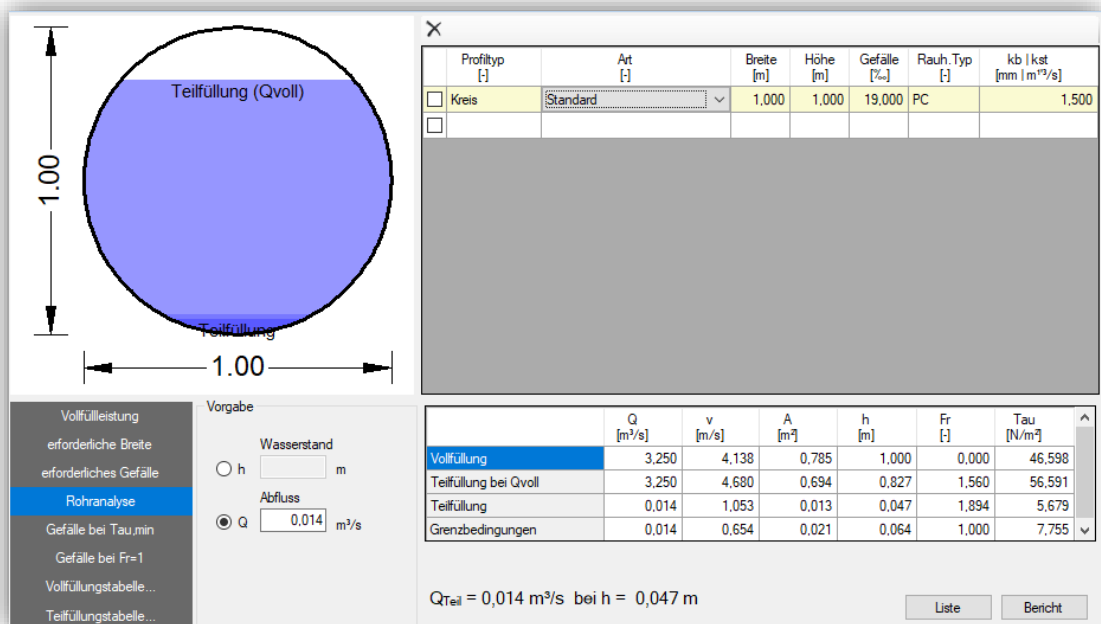 Teilfüllung (Qvoll)
Teilfüllung
1.00
1.00
Profiltyp [-] Art [-] Breite [m] Höhe [m] Gefälle [‰] Rauh.Typ [-] kb | kst [mm | m¹'³/s]
Kreis Standard 1,000 1,000 19,000 PC 1,500
Vollfüllleistung
erforderliche Breite
erforderliches Gefälle
Rohranalyse
Gefälle bei Tau,min
Gefälle bei Fr=1
Vollfüllungstabelle...
Teilfüllungstabelle...
Vorgabe
Wasserstand
h m
Abfluss
Q 0,014 m³/s
Q [m³/s] v [m/s] A [m²] h [m] Fr [-] Tau [N/m²]
Vollfüllung 3,250 4,138 0,785 1,000 0,000 46,598
Teilfüllung bei Qvoll 3,250 4,680 0,694 0,827 1,560 56,591
Teilfüllung 0,014 1,053 0,013 0,047 1,894 5,679
Grenzbedingungen 0,014 0,654 0,021 0,064 1,000 7,755
QTeil = 0,014 m³/s bei h = 0,047 m
Liste
Bericht